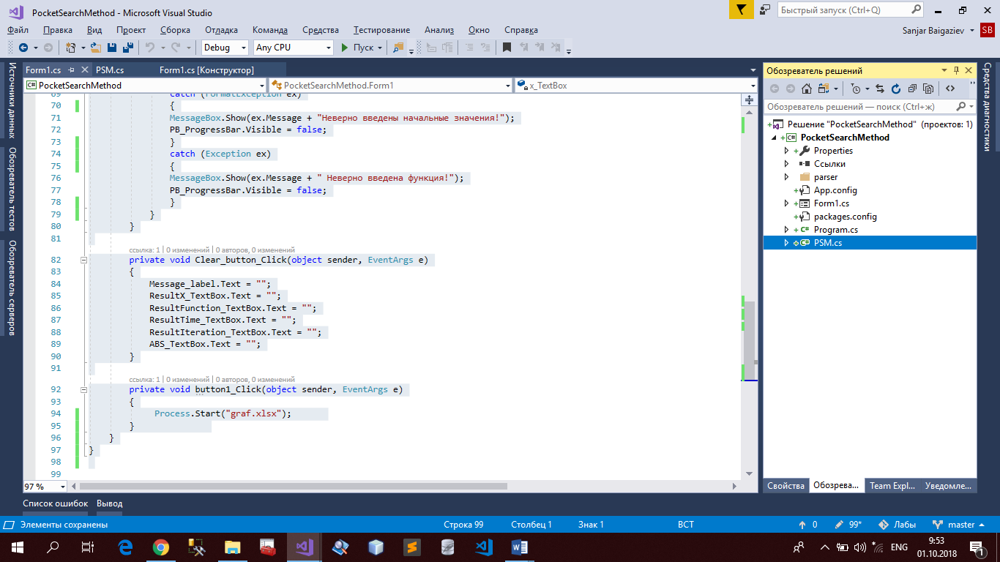 PocketSearchMethod - Microsoft Visual Studio
Быстрый запуск (Ctrl+Q)
Файл Правка Вид Проект Сборка Отладка Команда Средства Тестирование Анализ Окно Справка
Sanjar Baigaziev SB
Debug Any CPU Пуск
Источники данных
Обозреватель тестов
Обозреватель серверов
Form1.cs PSM.cs Form1.cs [Конструктор]
PocketSearchMethod PocketSearchMethod.Form1 x_TextBox
69 catch (FormatException ex)
70 {
71 MessageBox.Show(ex.Message + "Неверно введены начальные значения!");
72 PB_ProgressBar.Visible = false;
73 }
74 catch (Exception ex)
75 {
76 MessageBox.Show(ex.Message + " Неверно введена функция!");
77 PB_ProgressBar.Visible = false;
78 }
79 }
80 }
81
ссылка: 1 | 0 изменений | 0 авторов, 0 изменений
82 private void Clear_button_Click(object sender, EventArgs e)
83 {
84 Message_label.Text = "";
85 ResultX_TextBox.Text = "";
86 ResultFunction_TextBox.Text = "";
87 ResultTime_TextBox.Text = "";
88 ResultIteration_TextBox.Text = "";
89 ABS_TextBox.Text = "";
90 }
91
ссылка: 1 | 0 изменений | 0 авторов, 0 изменений
92 private void button1_Click(object sender, EventArgs e)
93 {
94 Process.Start("graf.xlsx");
95 }
96 }
97 }
98
99
97 %
Обозреватель решений
Обозреватель решений — поиск (Ctrl+ж)
Решение "PocketSearchMethod" (проектов: 1)
PocketSearchMethod
Properties
Ссылки
parser
App.config
Form1.cs
packages.config
Program.cs
PSM.cs
Свойства Обозрева... Team Expl... Уведомле...
Средства диагностики
Список ошибок Вывод
Элементы сохранены Строка 99 Столбец 1 Знак 1 ВСТ 0 99* Лабы master
ENG
9:53
01.10.2018
1